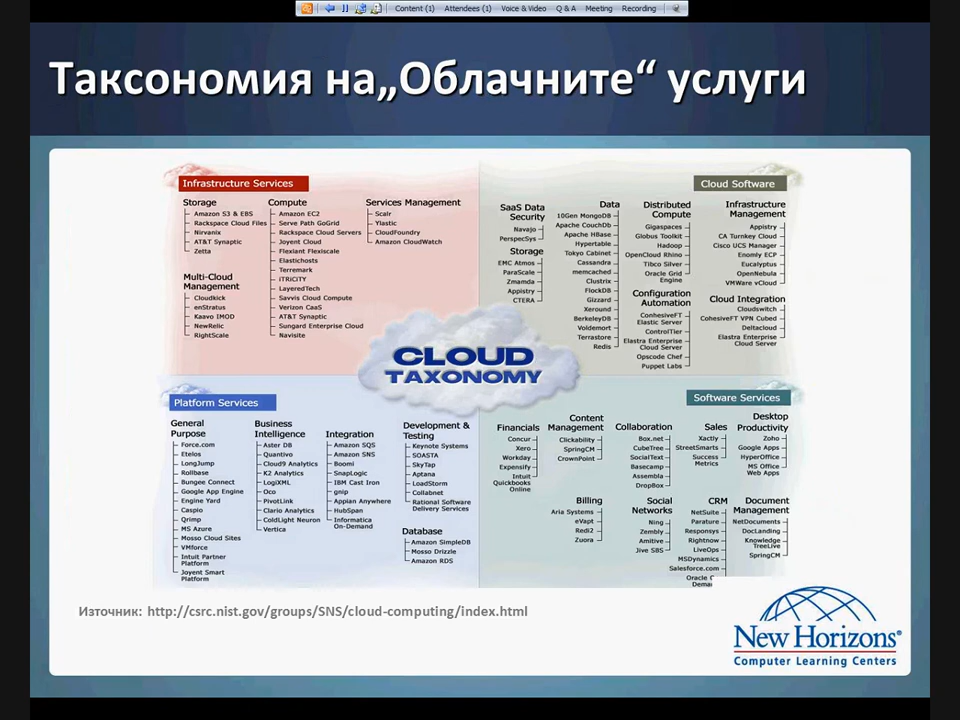 Content (1) Attendees (1) Voice & Video Q & A Meeting Recording
Таксономия на„Облачните“ услуги
Infrastructure Services
Storage
Amazon S3 & EBS
Rackspace Cloud Files
Nirvanix
AT&T Synaptic
Zetta
Multi-Cloud
Management
Cloudkick
enStratus
Kaavo IMOD
NewRelic
RightScale
Compute
Amazon EC2
Serve Path GoGrid
Rackspace Cloud Servers
Joyent Cloud
Flexiant Flexiscale
Elastichosts
Terremark
iTRICITY
LayeredTech
Savvis Cloud Compute
Verizon CaaS
AT&T Synaptic
Sungard Enterprise Cloud
Navisite
Services Management
Scalr
Ylastic
CloudFoundry
Amazon CloudWatch
Cloud Software
SaaS Data
Security
Navajo
PerspecSys
Storage
EMC Atmos
ParaScale
Zmamda
Appistry
CTERA
Data
10Gen MongoDB
Apache CouchDb
Apache HBase
Hypertable
Tokyo Cabinet
Cassandra
memcached
Clustrix
FlockDB
Gizzard
Xeround
BerkeleyDB
Voldemort
Terrastore
Redis
Distributed
Compute
Gigaspaces
Globus Toolkit
Hadoop
OpenCloud Rhino
Tibco Silver
Oracle Grid
Engine
Configuration
Automation
CohesiveFT
Elastic Server
ControlTier
Elastra Enterprise
Cloud Server
Opscode Chef
Puppet Labs
Infrastructure
Management
Appistry
CA Turnkey Cloud
Cisco UCS Manager
Enomly ECP
Eucalyptus
OpenNebula
VMWare vCloud
Cloud Integration
Cloudswitch
CohesiveFT VPN Cubed
Deltacloud
Elastra Enterprise
Cloud Server
CLOUD
TAXONOMY
Platform Services
General
Purpose
Force.com
Etelos
LongJump
Rollbase
Bungee Connect
Google App Engine
Engine Yard
Caspio
Qrimp
MS Azure
Mosso Cloud Sites
VMforce
Intuit Partner
Platform
Joyent Smart
Platform
Business
Intelligence
Aster DB
Quantivo
Cloud9 Analytics
K2 Analytics
LogiXML
Oco
PivotLink
Clario Analytics
ColdLight Neuron
Vertica
Integration
Amazon SQS
Amazon SNS
Boomi
SnapLogic
IBM Cast Iron
gnip
Appian Anywhere
HubSpan
Informatica
On-Demand
Development &
Testing
Keynote Systems
SOASTA
SkyTap
Aptana
LoadStorm
Collabnet
Rational Software
Delivery Services
Database
Amazon SimpleDB
Mosso Drizzle
Amazon RDS
Software Services
Financials
Concur
Xero
Workday
Expensify
Intuit
Quickbooks
Online
Content
Management
Clickability
SpringCM
CrownPoint
Collaboration
Box.net
CubeTree
SocialText
Basecamp
Assembla
DropBox
Sales
Xactly
StreetSmarts
Success
Metrics
Desktop
Productivity
Zoho
Google Apps
HyperOffice
MS Office
Web Apps
Billing
Aria Systems
eVapt
Redi2
Zuora
Social
Networks
Ning
Zembly
Amitive
Jive SBS
CRM
NetSuite
Parature
Responsys
Rightnow
LiveOps
MSDynamics
Salesforce.com
Oracle
Document
Management
NetDocuments
DocLanding
Knowledge
TreeLive
SpringCM
Източник: http://csrc.nist.gov/groups/SNS/cloud-computing/index.html
New Horizons®
Computer Learning Centers